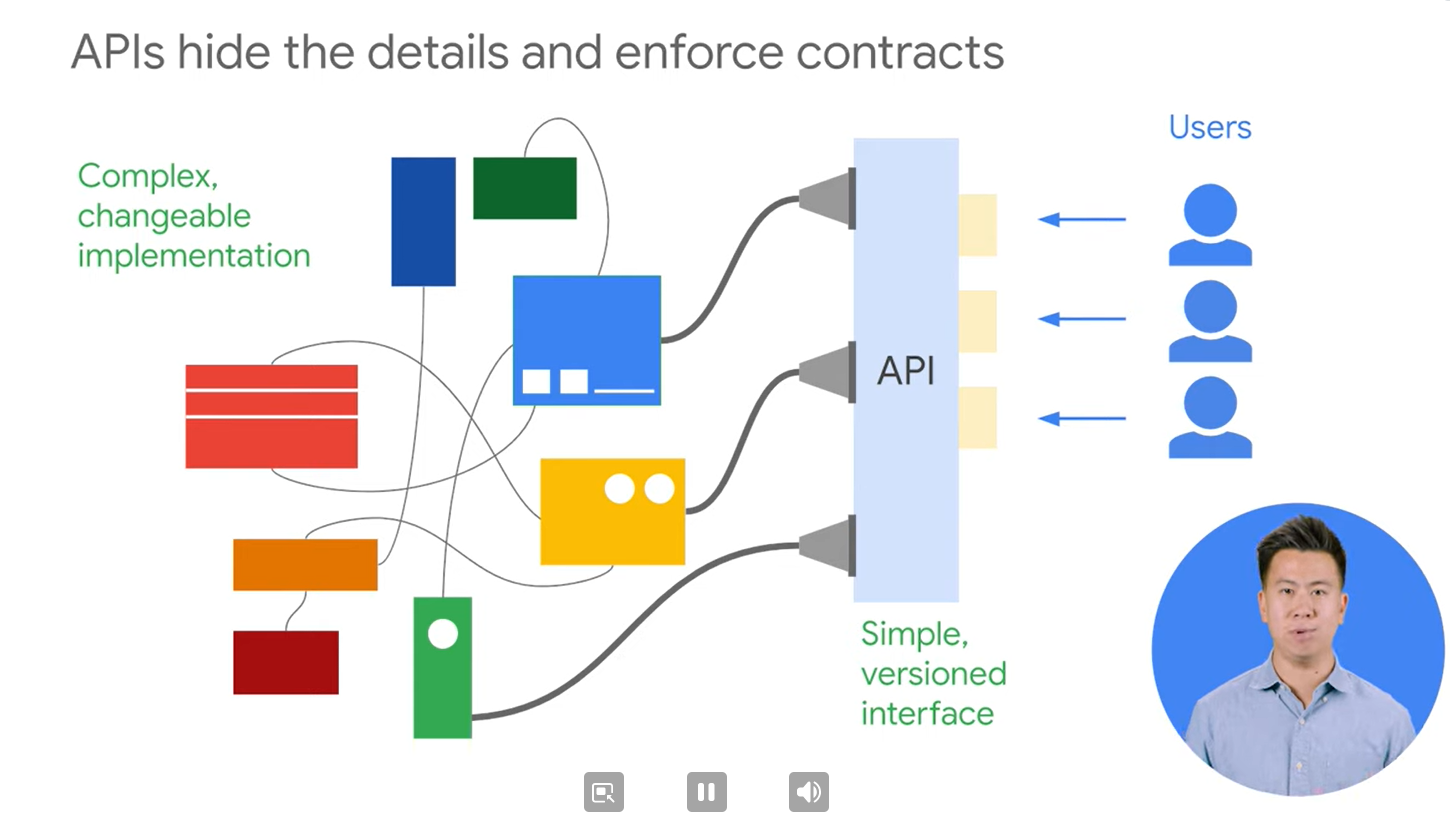 APIs hide the details and enforce contracts
Users
Complex,
changeable
implementation
API
Simple,
versioned
interface